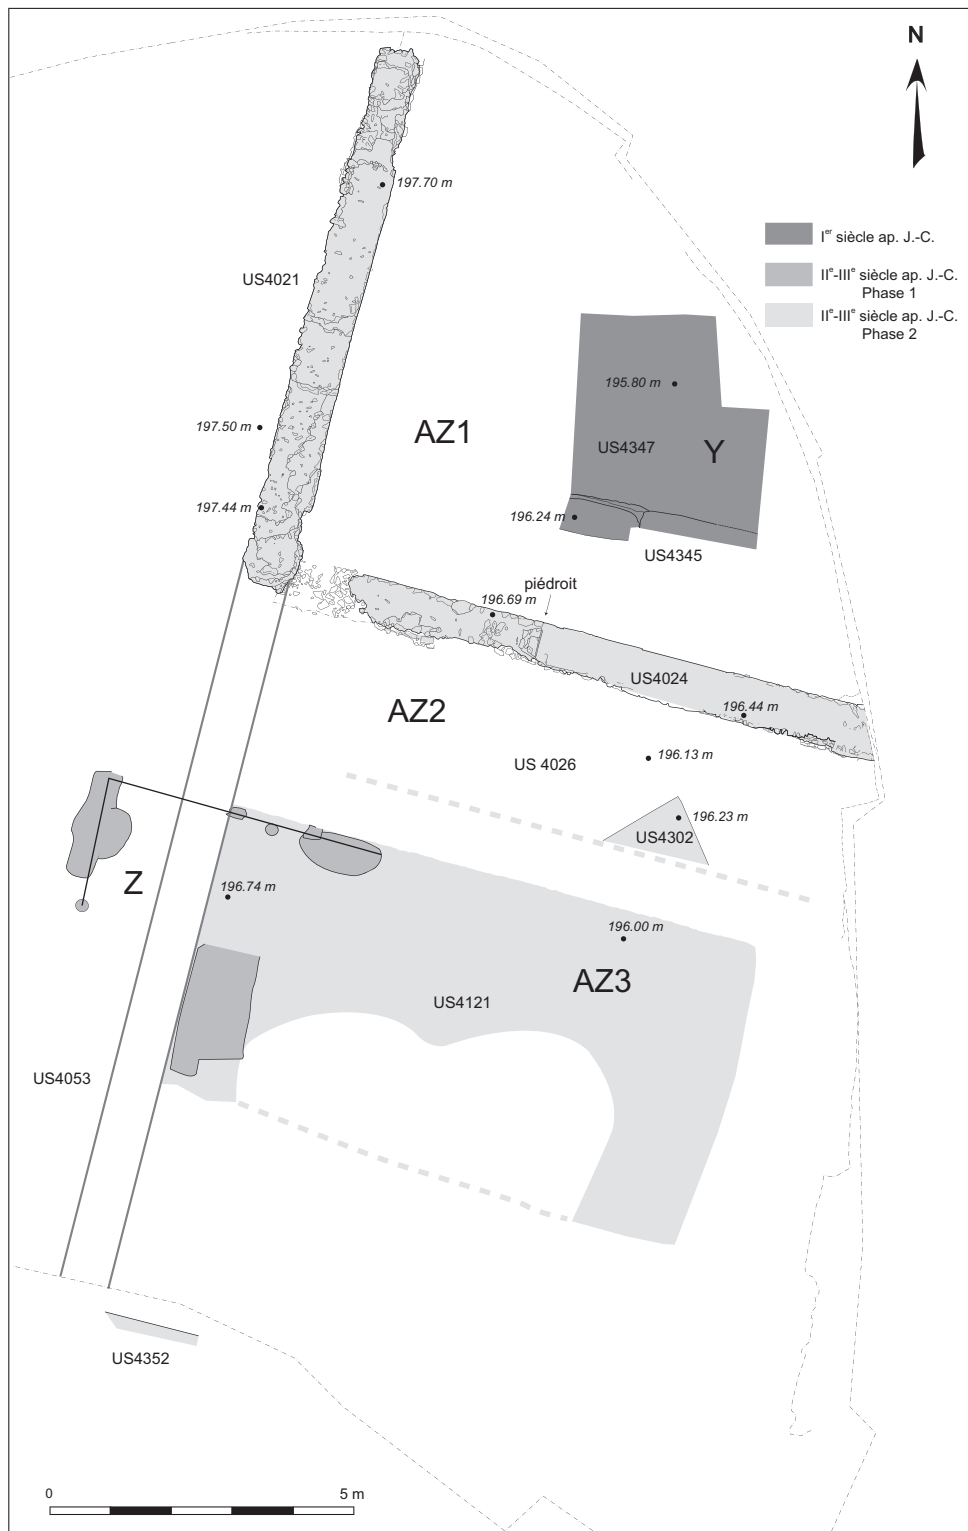 N
197.70 m
Ier siècle ap. J.-C.
US4021
IIe-IIIe siècle ap. J.-C.
Phase 1
IIe-IIIe siècle ap. J.-C.
Phase 2
195.80 m
197.50 m
AZ1
US4347
Y
197.44 m
196.24 m
US4345
piédroit
196.69 m
US4024
AZ2
196.44 m
US 4026
196.13 m
196.23 m
US4302
Z
196.74 m
196.00 m
AZ3
US4121
US4053
US4352
0
5 m